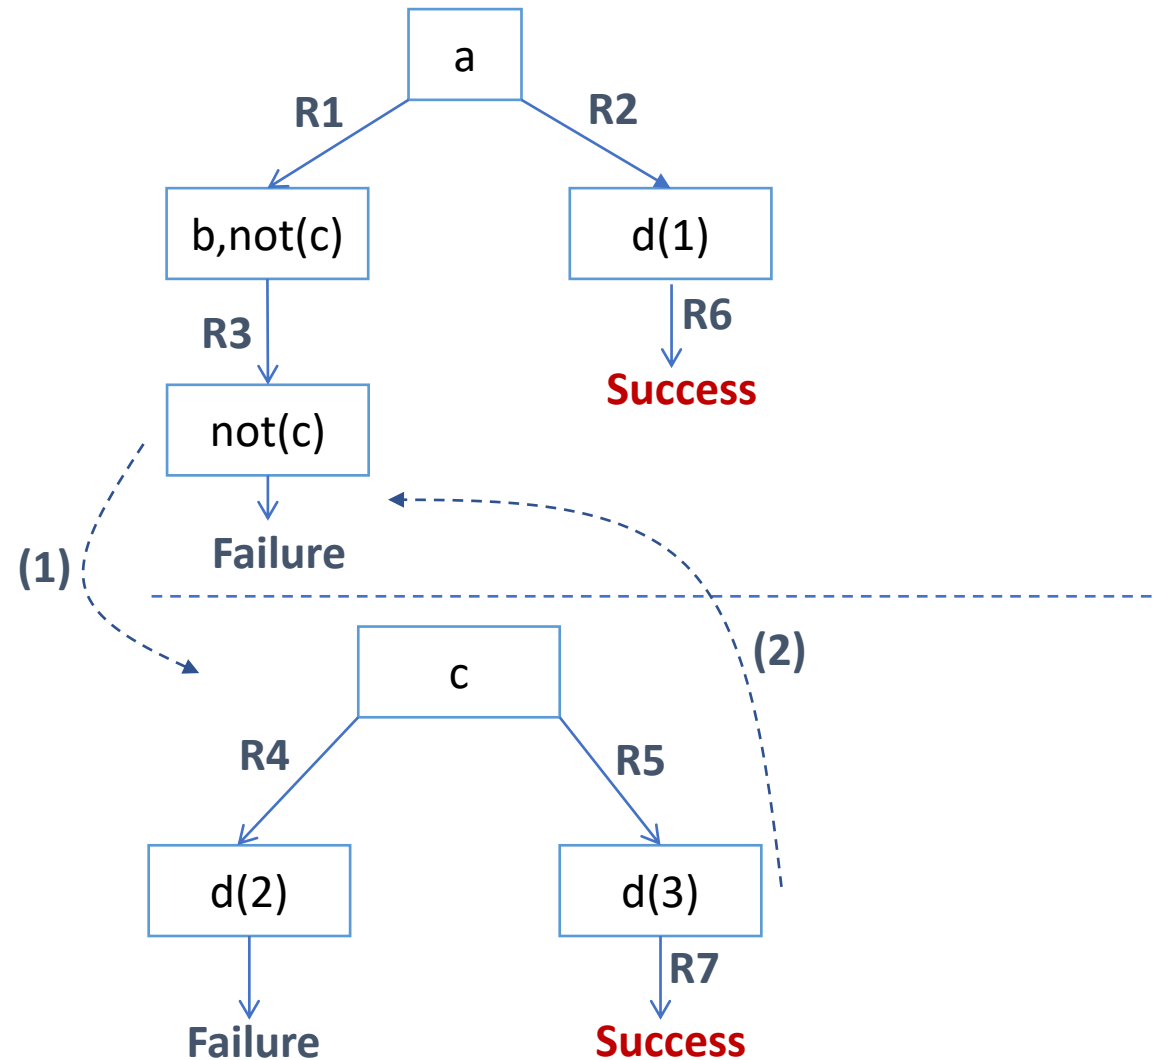 a
R1
R2
b,not(c)
d(1)
R3
R6
Success
not(c)
Failure
(1)
(2)
c
R4
R5
d(2)
d(3)
R7
Failure
Success